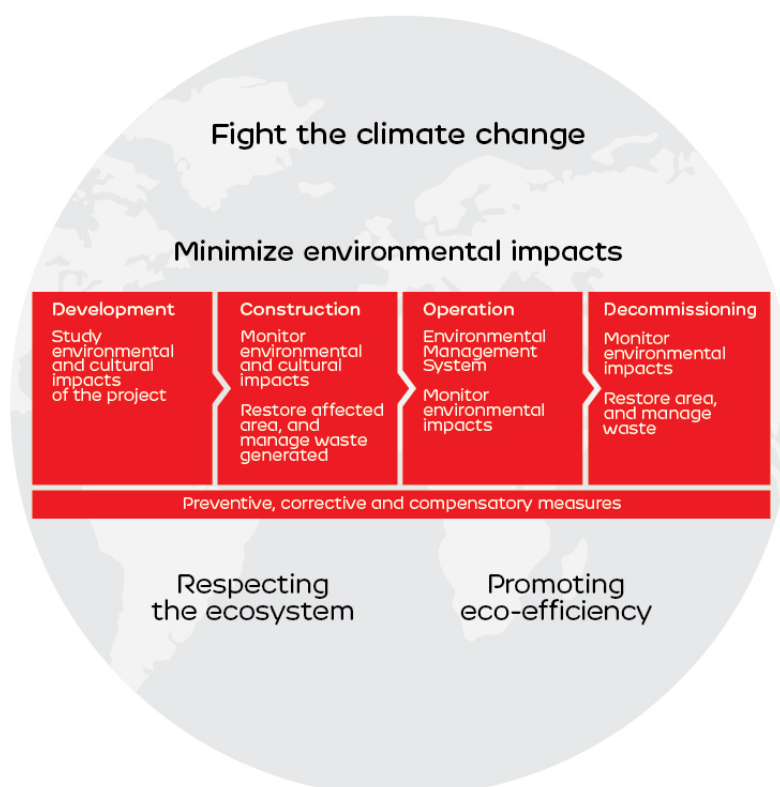 Fight the climate change
Minimize environmental impacts
Development
Study
environmental
and cultural
impacts
of the project
Construction
Monitor
environmental
and cultural
impacts
Restore affected
area, and
manage waste
generated
Operation
Environmental
Management
System
Monitor
environmental
impacts
Decommissioning
Monitor
environmental
impacts
Restore area,
and manage
waste
Preventive, corrective and compensatory measures
Respecting
the ecosystem
Promoting
eco-efficiency